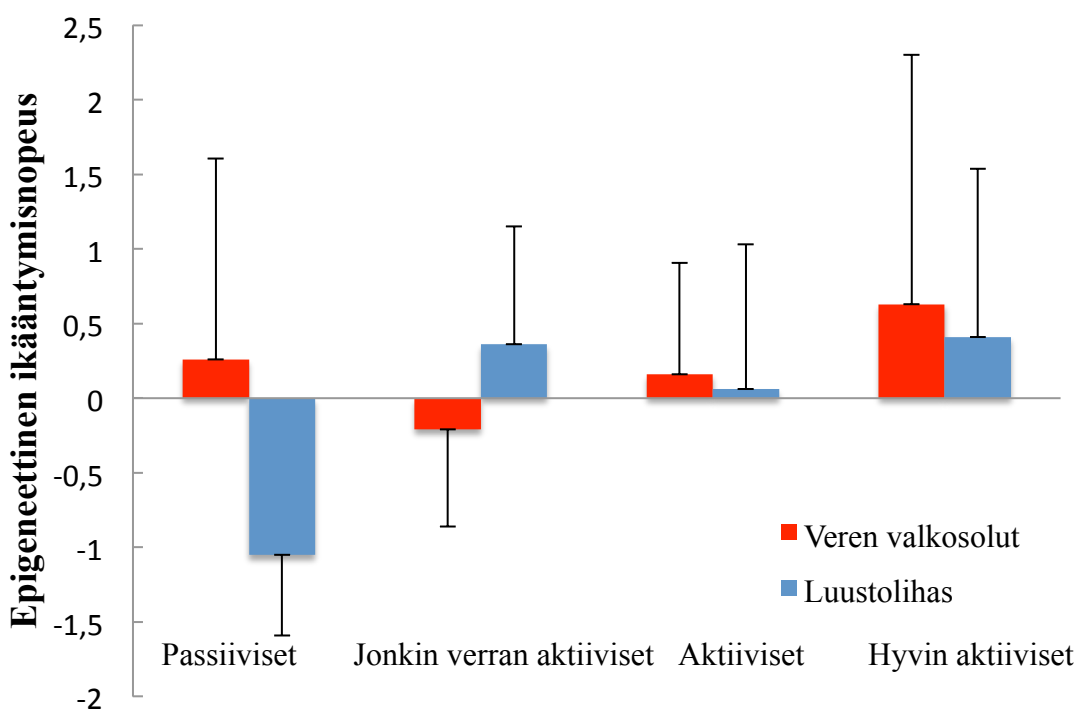 Epigeneettinen ikääntymisnopeus
2,5
2
1,5
1
0,5
0
-0,5
-1
-1,5
-2
Veren valkosolut
Luustolihas
Passiiviset
Jonkin verran aktiiviset
Aktiiviset
Hyvin aktiiviset